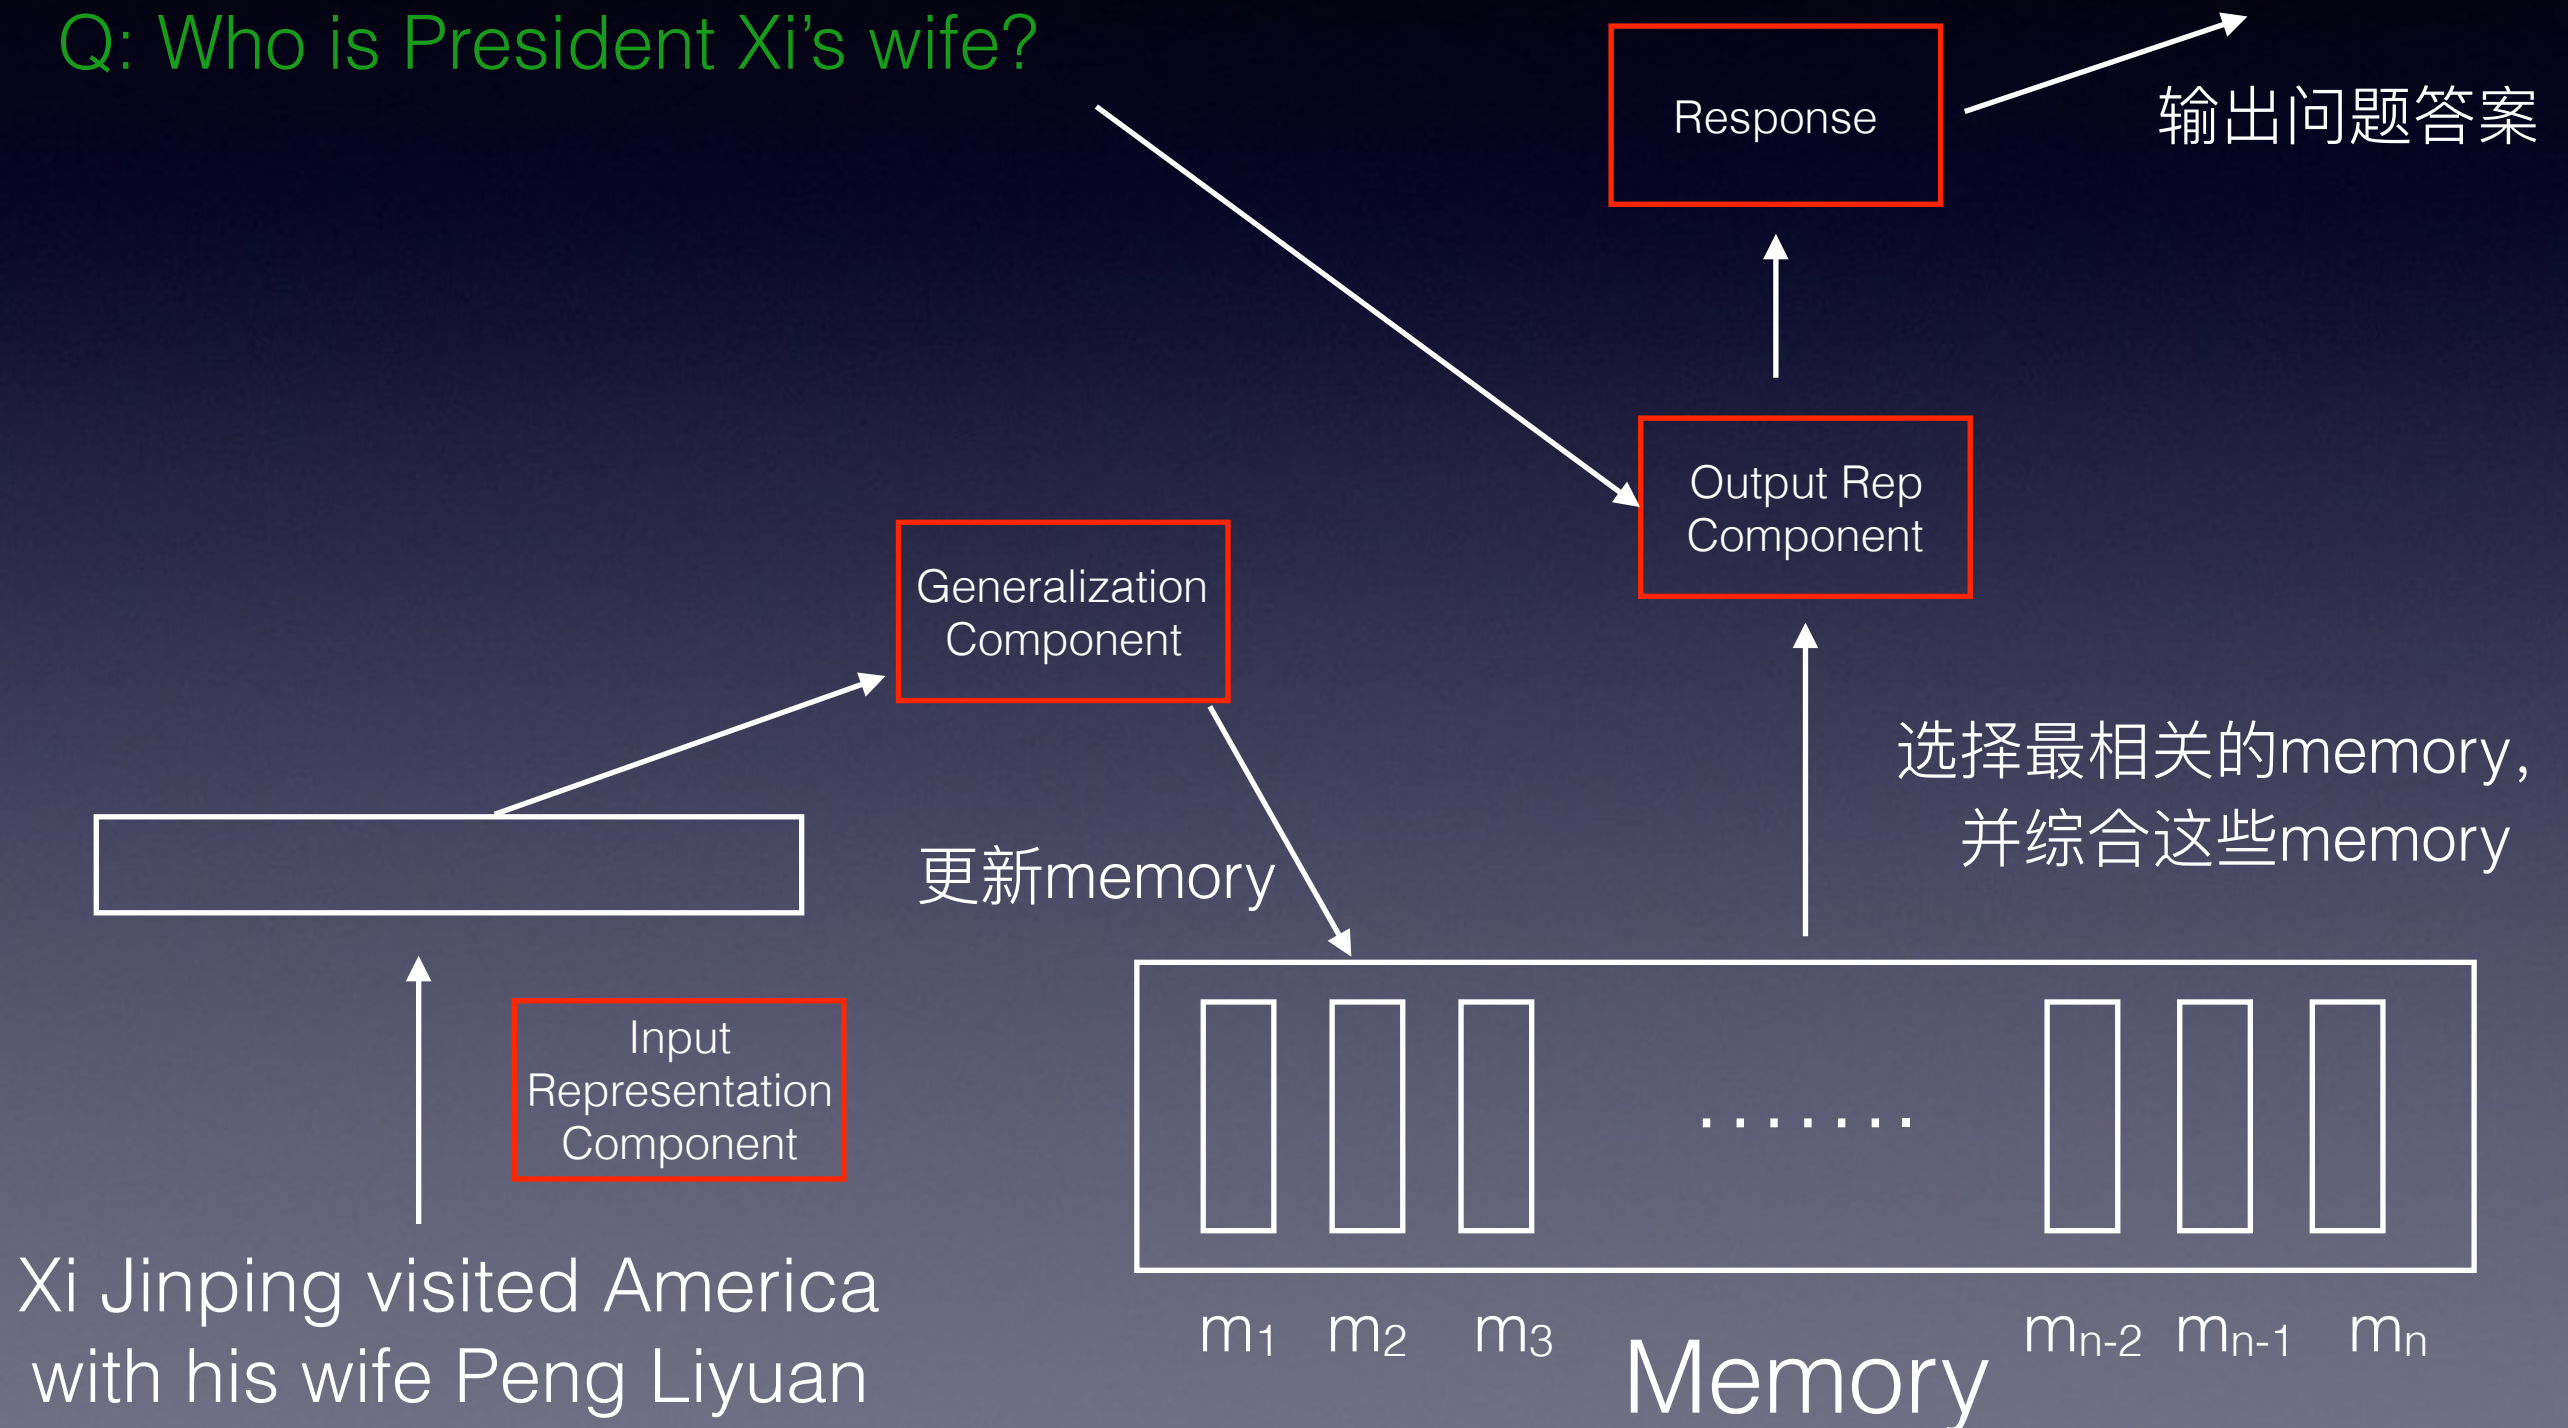 Q: Who is President Xi’s wife?
Response
输出问题答案
Output Rep
Component
Generalization
Component
选择最相关的memory，
并综合这些memory
更新memory
Input
Representation
Component
.......
Xi Jinping visited America
with his wife Peng Liyuan
m1 m2 m3 mn-2 mn-1 mn
Memory